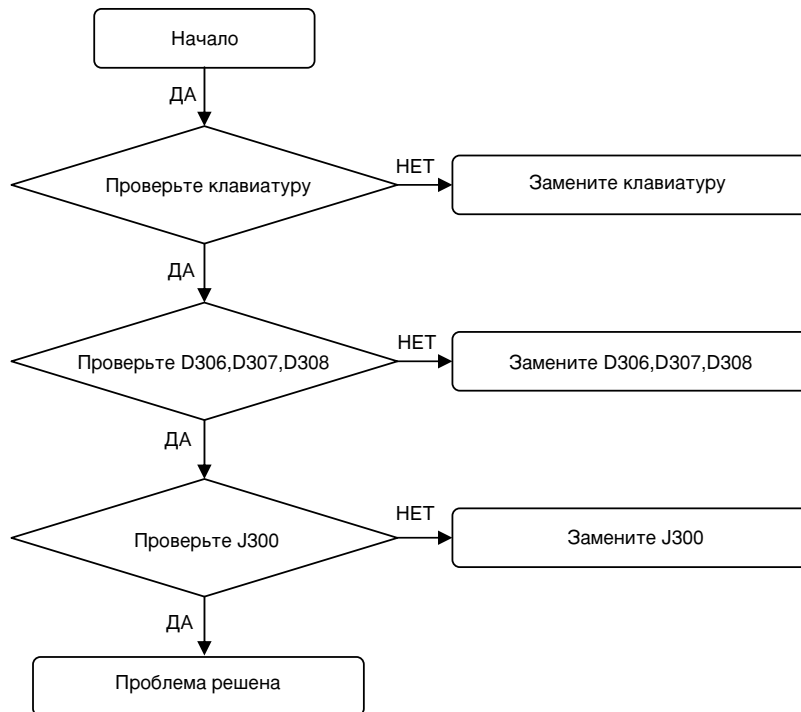 Начало
ДА
НЕТ
Проверьте клавиатуру
Замените клавиатуру
ДА
НЕТ
Проверьте D306,D307,D308
Замените D306,D307,D308
ДА
НЕТ
Проверьте J300
Замените J300
ДА
Проблема решена